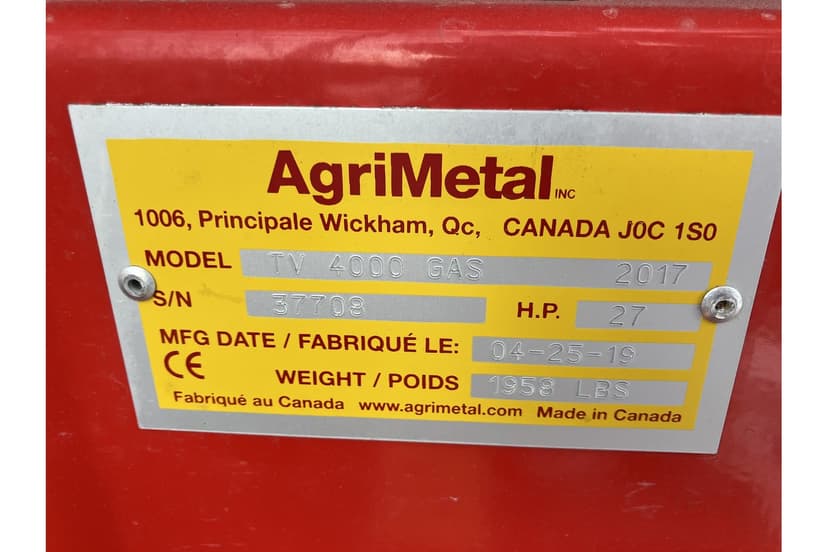 AgriMetal INC
1006, Principale Wickham, Qc, CANADA J0C 1S0
MODEL TV 4000 GAS 2017
S/N 37708 H.P. 27
MFG DATE / FABRIQUÉ LE: 04-25-19
CE WEIGHT / POIDS 1958 LBS
Fabriqué au Canada www.agrimetal.com Made in Canada